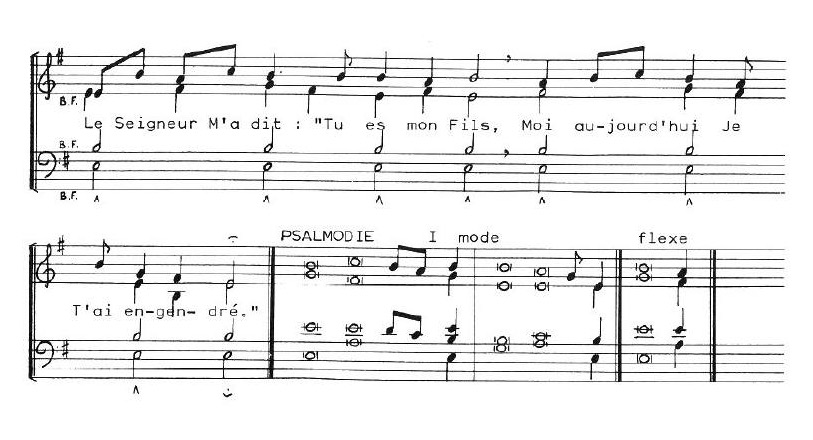 B.F.
Le Seigneur M'a dit : "Tu es mon Fils, Moi au-jourd'hui Je
B.F.
B.F.
PSALMODIE I mode flexe
T'ai en-gen- dré."